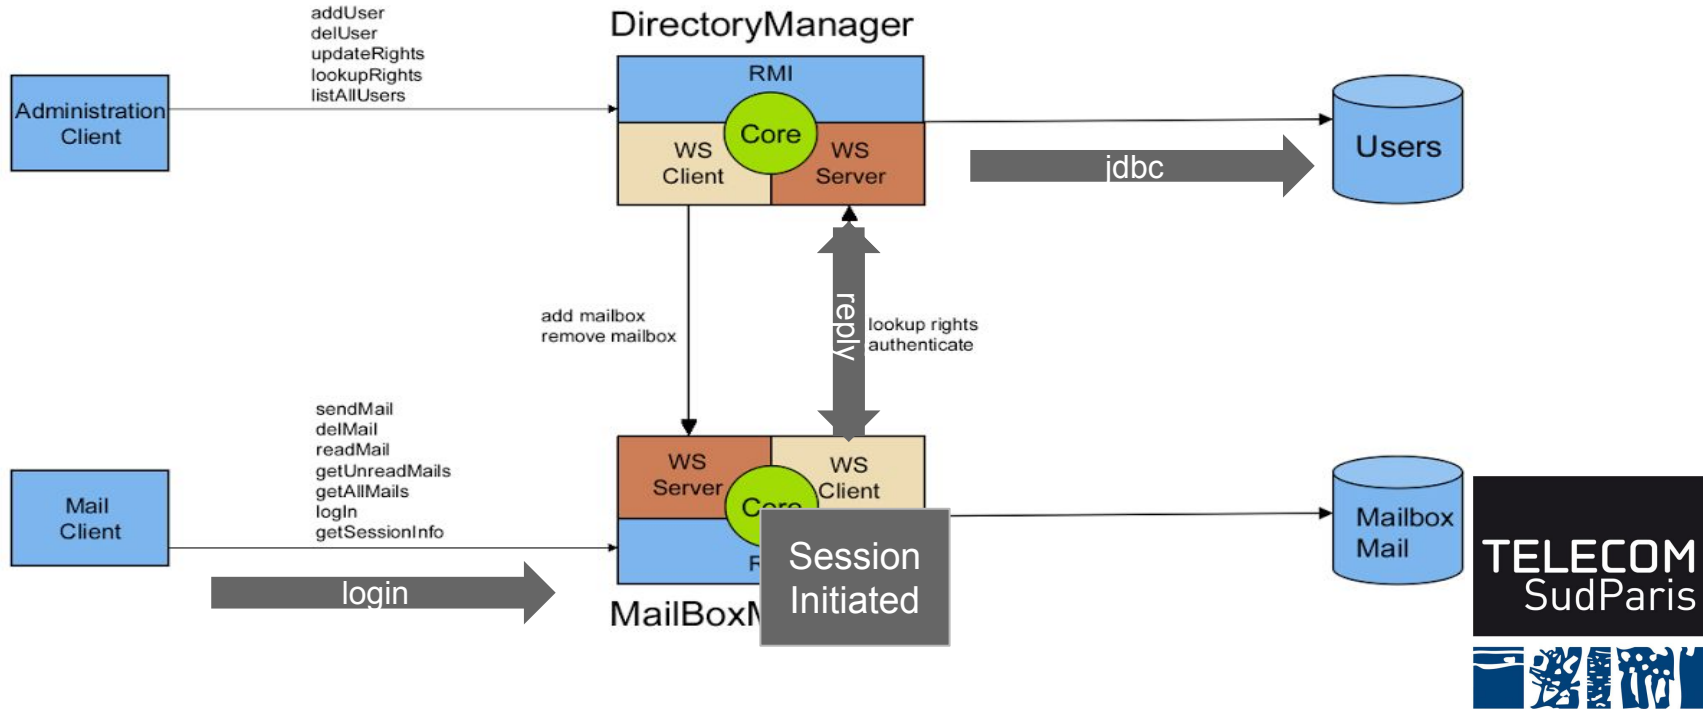 addUser
delUser
updateRights
lookupRights
listAllUsers
DirectoryManager
Administration
Client
RMI
Core
WS
Client
WS
Server
Users
jdbc
add mailbox
remove mailbox
reply
lookup rights
authenticate
sendMail
delMail
readMail
getUnreadMails
getAllMails
logIn
getSessionInfo
Mail
Client
WS
Server
WS
Client
Core
Session
Initiated
Mailbox
Mail
login
TELECOM
SudParis